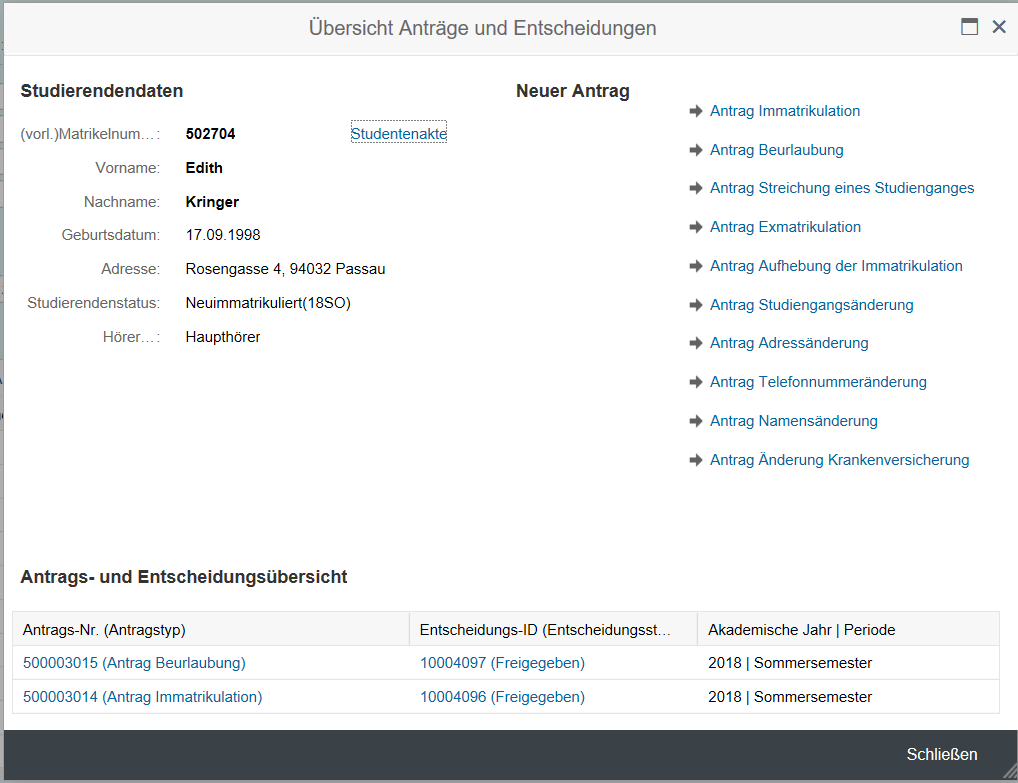 Übersicht Anträge und Entscheidungen
Studierendendaten
(vorl.)Matrikelnum...: 502704 Studentenakte
Vorname: Edith
Nachname: Kringer
Geburtsdatum: 17.09.1998
Adresse: Rosengasse 4, 94032 Passau
Studierendenstatus: Neuimmatrikuliert(18SO)
Hörer...: Haupthörer
Neuer Antrag
Antrag Immatrikulation
Antrag Beurlaubung
Antrag Streichung eines Studienganges
Antrag Exmatrikulation
Antrag Aufhebung der Immatrikulation
Antrag Studiengangsänderung
Antrag Adressänderung
Antrag Telefonnummeränderung
Antrag Namensänderung
Antrag Änderung Krankenversicherung
Antrags- und Entscheidungsübersicht
Antrags-Nr. (Antragstyp) Entscheidungs-ID (Entscheidungsst... Akademische Jahr | Periode
500003015 (Antrag Beurlaubung) 10004097 (Freigegeben) 2018 | Sommersemester
500003014 (Antrag Immatrikulation) 10004096 (Freigegeben) 2018 | Sommersemester
Schließen